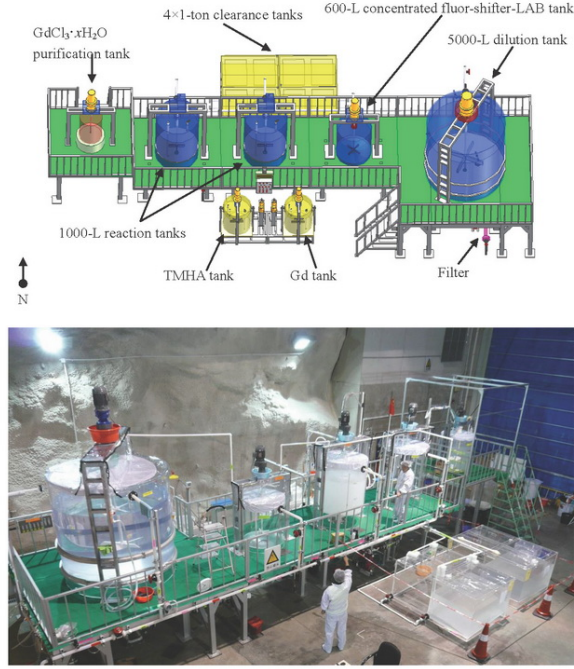 600-L concentrated fluor-shifter-LAB tank
4×1-ton clearance tanks
GdCl₃·xH₂O
purification tank
5000-L dilution tank
1000-L reaction tanks
TMHA tank
Gd tank
Filter
N